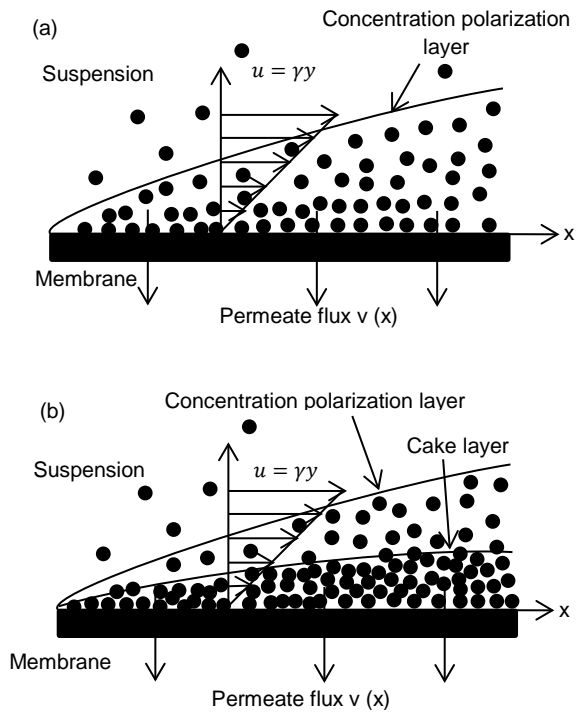 (a)
Concentration polarization
layer
Suspension
u = γy
x
Membrane
Permeate flux v (x)
(b)
Concentration polarization layer
Cake layer
Suspension
u = γy
x
Membrane
Permeate flux v (x)